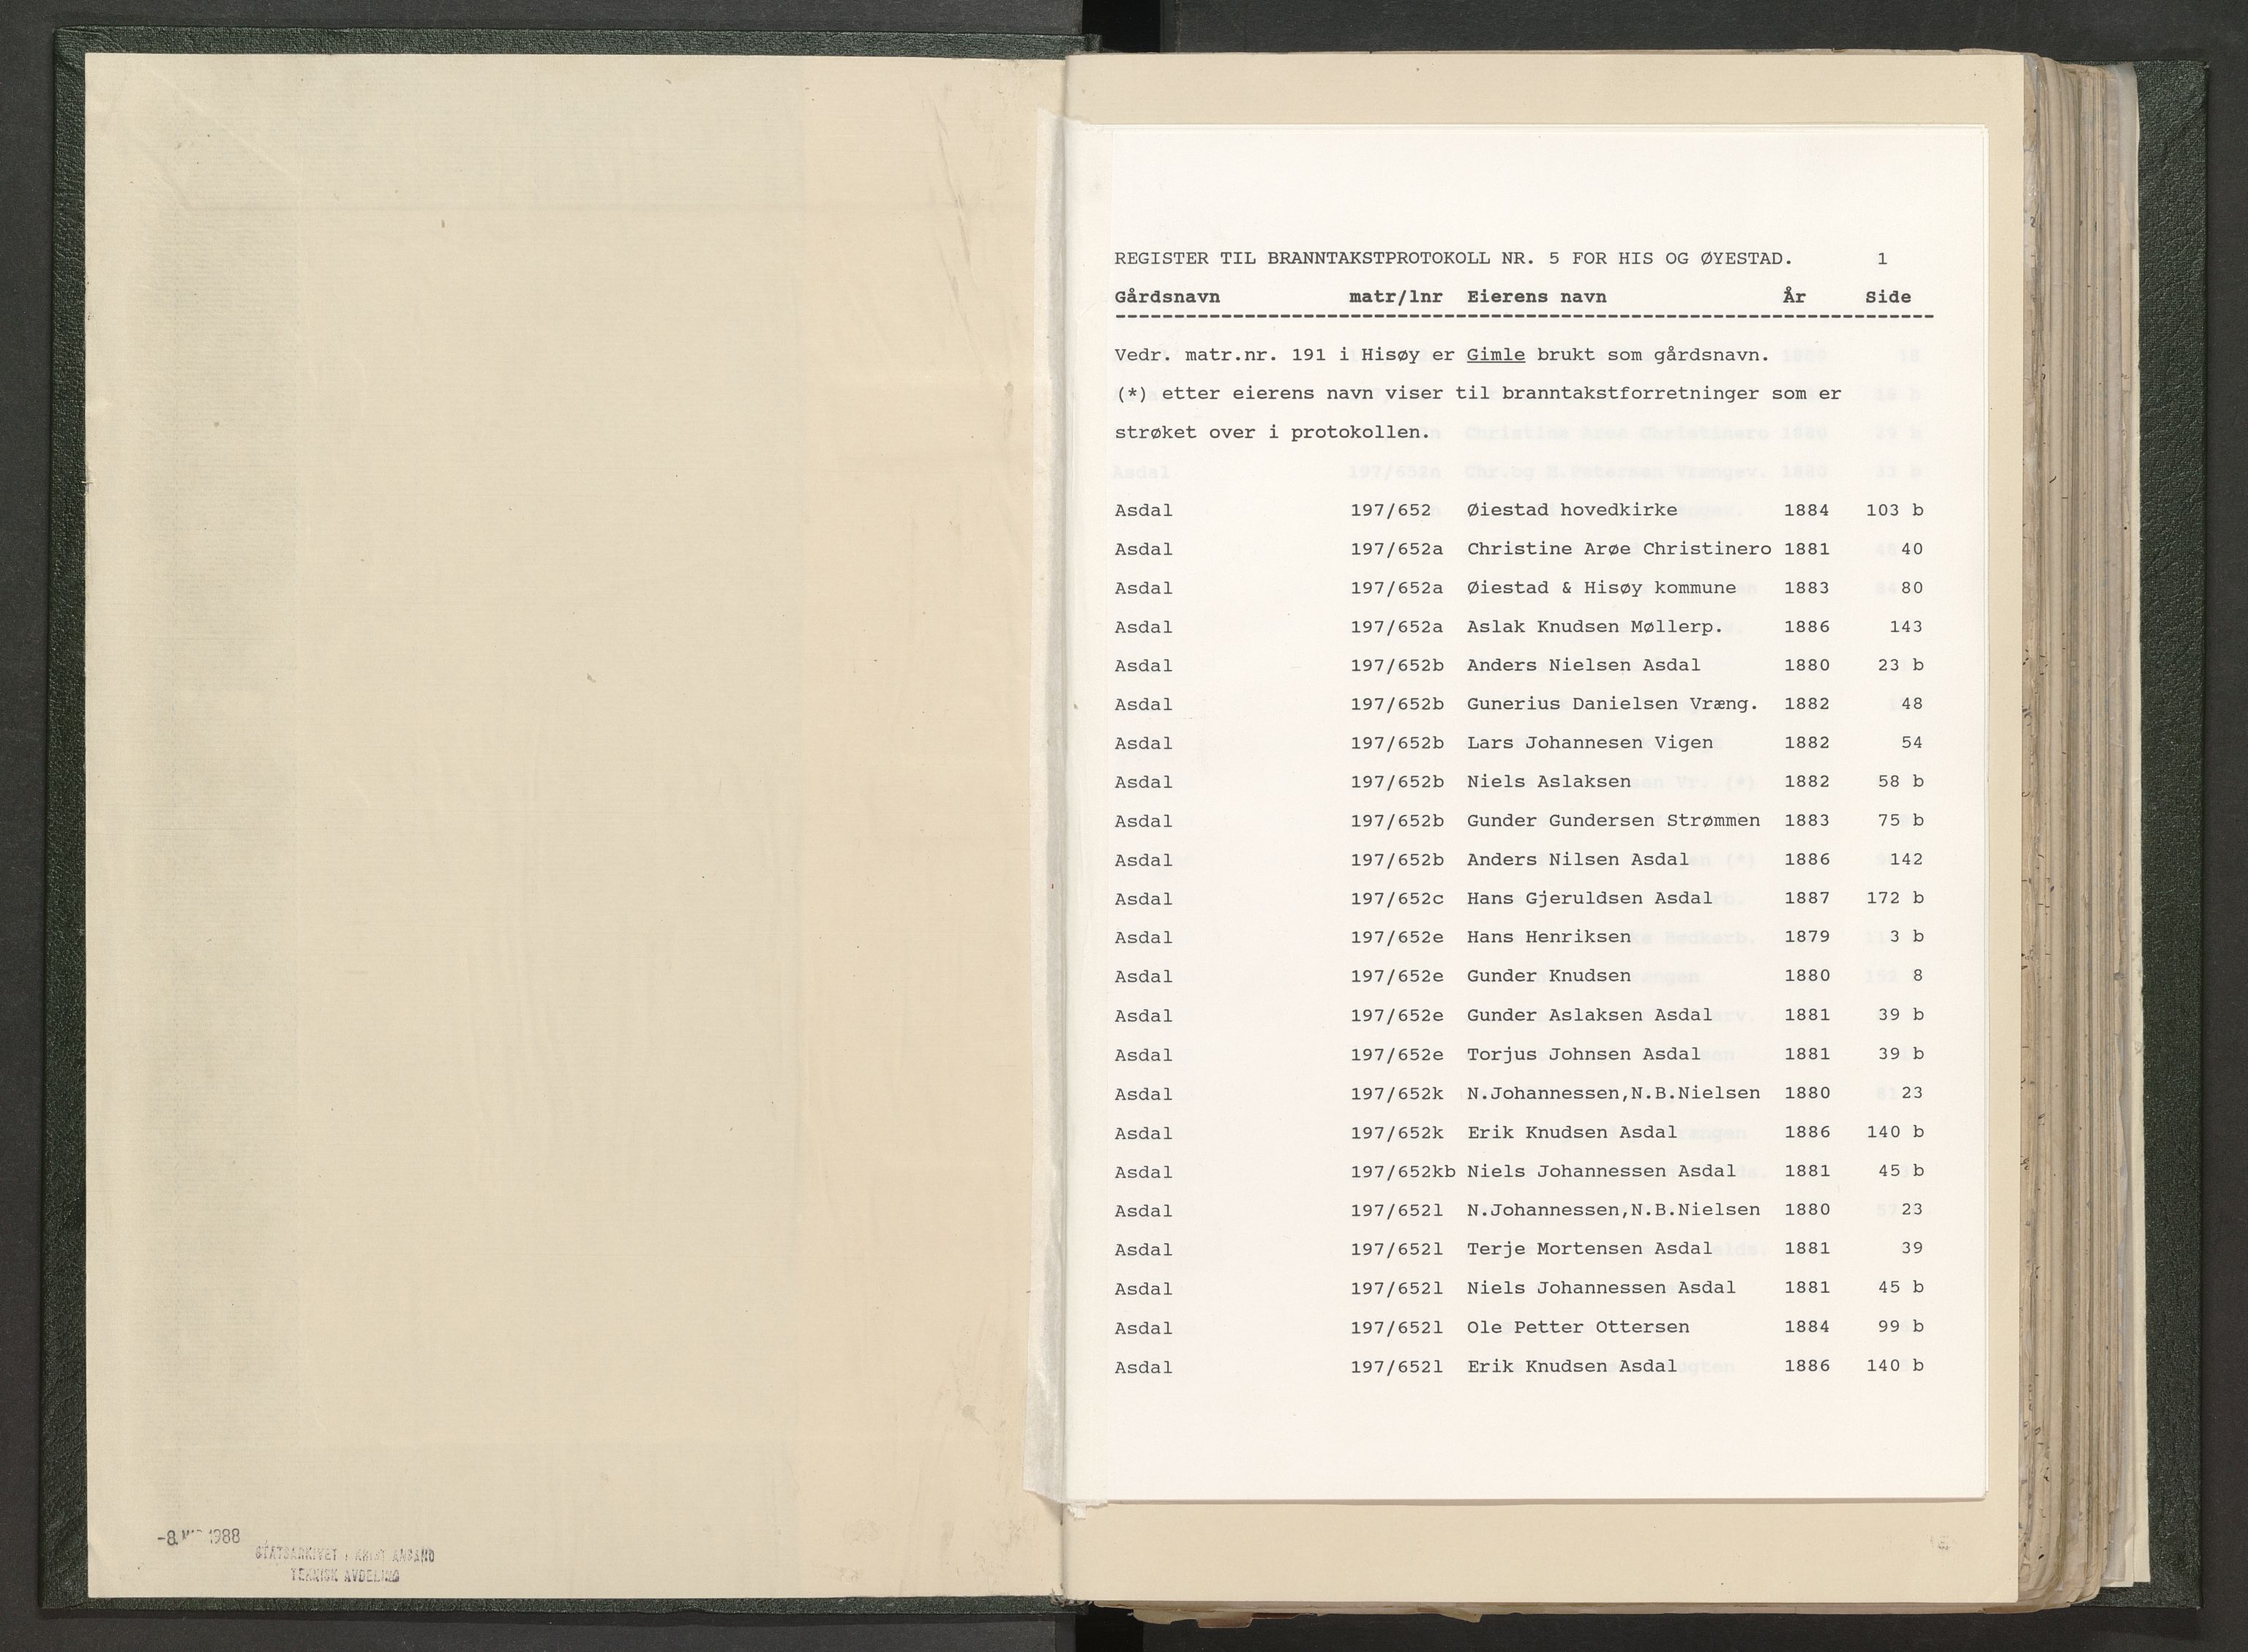 REGISTER TIL BRANNTAKSTPROTOKOLL NR. 5 FOR HIS OG ØYESTAD. 1
Gårdsnavn matr/lnr Eierens navn År Side
Vedr. matr.nr. 191 i Hisøy er Gimle brukt som gårdsnavn.
(*) etter eierens navn viser til branntakstforretninger som er
strøket over i protokollen.
Asdal 197/652 Øiestad hovedkirke 1884 103 b
Asdal 197/652a Christine Arøe Christinero 1881 40
Asdal 197/652a Øiestad & Hisøy kommune 1883 80
Asdal 197/652a Aslak Knudsen Møllerp. 1886 143
Asdal 197/652b Anders Nielsen Asdal 1880 23 b
Asdal 197/652b Gunerius Danielsen Vræng. 1882 48
Asdal 197/652b Lars Johannesen Vigen 1882 54
Asdal 197/652b Niels Aslaksen 1882 58 b
Asdal 197/652b Gunder Gundersen Strømmen 1883 75 b
Asdal 197/652b Anders Nilsen Asdal 1886 142
Asdal 197/652c Hans Gjeruldsen Asdal 1887 172 b
Asdal 197/652e Hans Henriksen 1879 3 b
Asdal 197/652e Gunder Knudsen 1880 8
Asdal 197/652e Gunder Aslaksen Asdal 1881 39 b
Asdal 197/652e Torjus Johnsen Asdal 1881 39 b
Asdal 197/652k N.Johannessen,N.B.Nielsen 1880 23
Asdal 197/652k Erik Knudsen Asdal 1886 140 b
Asdal 197/652kb Niels Johannessen Asdal 1881 45 b
Asdal 197/652l N.Johannessen,N.B.Nielsen 1880 23
Asdal 197/652l Terje Mortensen Asdal 1881 39
Asdal 197/652l Niels Johannessen Asdal 1881 45 b
Asdal 197/652l Ole Petter Ottersen 1884 99 b
Asdal 197/652l Erik Knudsen Asdal 1886 140 b
-8. 1988
STATSARKIVET
TEKNISK AVDELING